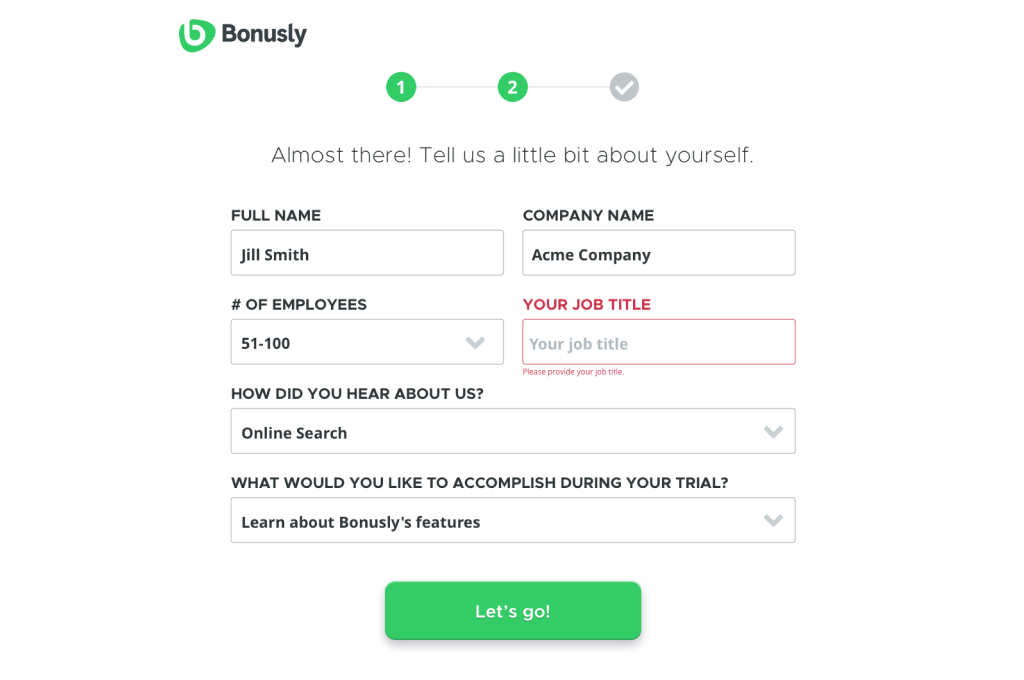 Bonusly
1 2
Almost there! Tell us a little bit about yourself.
FULL NAME
Jill Smith
COMPANY NAME
Acme Company
# OF EMPLOYEES
51-100
YOUR JOB TITLE
Your job title
Please provide your job title.
HOW DID YOU HEAR ABOUT US?
Online Search
WHAT WOULD YOU LIKE TO ACCOMPLISH DURING YOUR TRIAL?
Learn about Bonusly's features
Let's go!